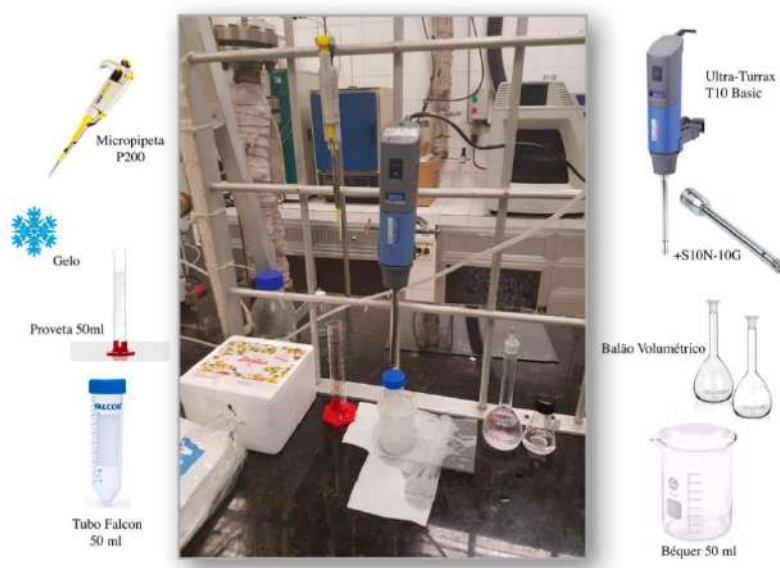 Micropipeta
P200
Gelo
Proveta 50ml
FALCON
Tubo Falcon
50 ml
Ultra-Turrax
T10 Basic
+S10N-10G
Balão Volumétrico
Béquer 50 ml